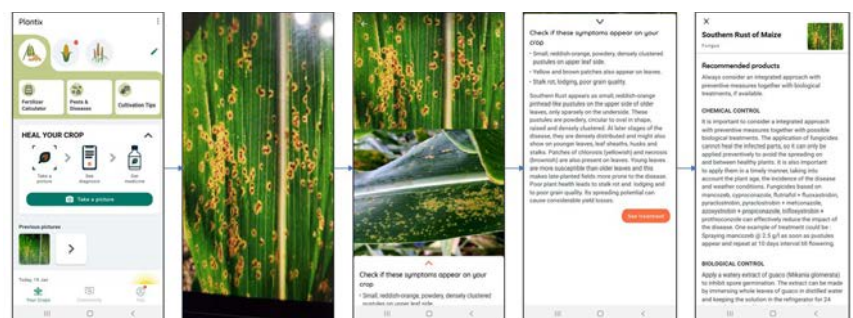 Plantix
Fertilizer
Calculator
Pests &
Diseases
Cultivation Tips
HEAL YOUR CROP
Take a
picture
See
diagnosis
Get
medicine
Take a picture
Previous pictures
Today, 14 Jan
Your Crops
Community
You
Check if these symptoms appear on your
crop
• Small, reddish-orange, powdery, densely clustered
pustules on upper leaf side.
Check if these symptoms appear on your
crop
• Small, reddish-orange, powdery, densely clustered
pustules on upper leaf side.
• Yellow and brown patches also appear on leaves.
• Stalk rot, lodging, poor grain quality.
Southern Rust appears as small, reddish-orange
pinhead like pustules on the upper side of older
leaves, only sparsely on the underside. These
pustules are powdery, circular to oval in shape,
raised and densely clustered. At later stages of the
disease, they are densely distributed and might also
show on younger leaves, leaf sheaths, husks and
stalks. Patches of chlorosis (yellowish) and necrosis
(brownish) are also present on leaves. Young leaves
are more susceptible than older leaves and this
makes late planted fields more prone to the disease.
Poor plant health leads to stalk rot and lodging and
to poor grain quality. Its spreading potential can
cause considerable yield losses.
See treatment
Southern Rust of Maize
Fungus
Recommended products
Always consider an integrated approach with
preventive measures together with biological
treatments, if available.
CHEMICAL CONTROL
It is important to consider a integrated approach
with preventive measures together with possible
biological treatments. The application of fungicides
cannot heal the infected parts, so it can only be
applied preventively to avoid the spreading on
and between healthy plants. It is also important
to apply them in a timely manner, taking into
account the plant age, the incidence of the disease
and weather conditions. Fungicides based on
mancozeb, cyproconazole, flutriafol + fluoxastrobin,
pyraclostrobin, pyraclostrobin + metconazole,
azoxystrobin + propiconazole, trifloxystrobin +
prothioconazole can effectively reduce the impact of
the disease. One example of treatment could be:
Spraying mancozeb @ 2.5 g/l as soon as pustules
appear and repeat at 10 days interval till flowering.
BIOLOGICAL CONTROL
Apply a watery extract of guaco (Mikania glomerata)
to inhibit spore germination. The extract can be made
by immersing whole leaves of guaco in distilled water
and keeping the solution in the refrigerator for 24